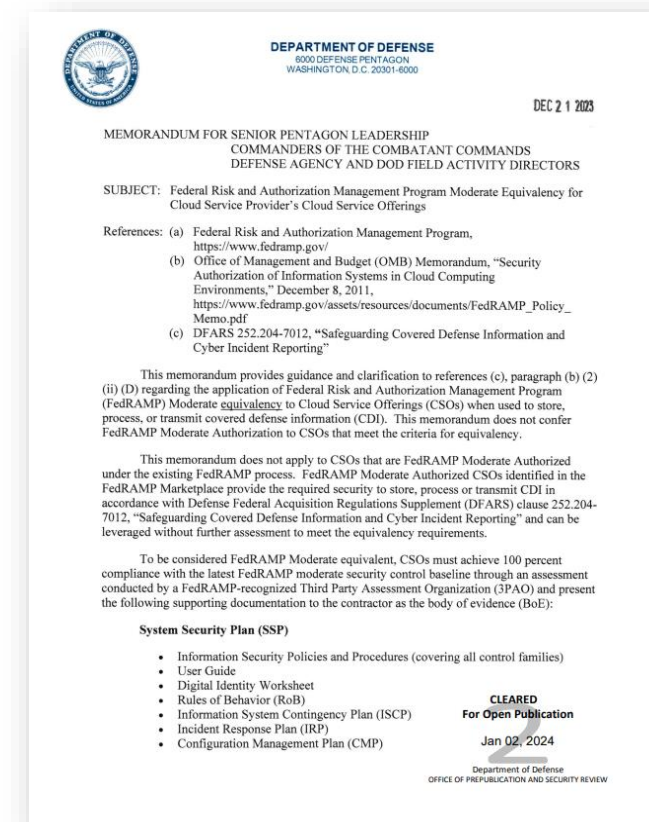 DEPARTMENT OF DEFENSE
UNITED STATES OF AMERICA
DEPARTMENT OF DEFENSE
6000 DEFENSE PENTAGON
WASHINGTON, D.C. 20301-6000
DEC 21 2023
MEMORANDUM FOR SENIOR PENTAGON LEADERSHIP
COMMANDERS OF THE COMBATANT COMMANDS
DEFENSE AGENCY AND DOD FIELD ACTIVITY DIRECTORS
SUBJECT: Federal Risk and Authorization Management Program Moderate Equivalency for
Cloud Service Provider's Cloud Service Offerings
References: (a) Federal Risk and Authorization Management Program,
https://www.fedramp.gov/
(b) Office of Management and Budget (OMB) Memorandum, “Security
Authorization of Information Systems in Cloud Computing
Environments,” December 8, 2011,
https://www.fedramp.gov/assets/resources/documents/FedRAMP_Policy_
Memo.pdf
(c) DFARS 252.204-7012, “Safeguarding Covered Defense Information and
Cyber Incident Reporting”
This memorandum provides guidance and clarification to references (c), paragraph (b) (2)
(ii) (D) regarding the application of Federal Risk and Authorization Management Program
(FedRAMP) Moderate equivalency to Cloud Service Offerings (CSOs) when used to store,
process, or transmit covered defense information (CDI). This memorandum does not confer
FedRAMP Moderate Authorization to CSOs that meet the criteria for equivalency.
This memorandum does not apply to CSOs that are FedRAMP Moderate Authorized
under the existing FedRAMP process. FedRAMP Moderate Authorized CSOs identified in the
FedRAMP Marketplace provide the required security to store, process or transmit CDI in
accordance with Defense Federal Acquisition Regulations Supplement (DFARS) clause 252.204-
7012, “Safeguarding Covered Defense Information and Cyber Incident Reporting” and can be
leveraged without further assessment to meet the equivalency requirements.
To be considered FedRAMP Moderate equivalent, CSOs must achieve 100 percent
compliance with the latest FedRAMP moderate security control baseline through an assessment
conducted by a FedRAMP-recognized Third Party Assessment Organization (3PAO) and present
the following supporting documentation to the contractor as the body of evidence (BoE):
System Security Plan (SSP)
• Information Security Policies and Procedures (covering all control families)
• User Guide
• Digital Identity Worksheet
• Rules of Behavior (RoB)
• Information System Contingency Plan (ISCP)
• Incident Response Plan (IRP)
• Configuration Management Plan (CMP)
2
CLEARED
For Open Publication
Jan 02, 2024
Department of Defense
OFFICE OF PREPUBLICATION AND SECURITY REVIEW